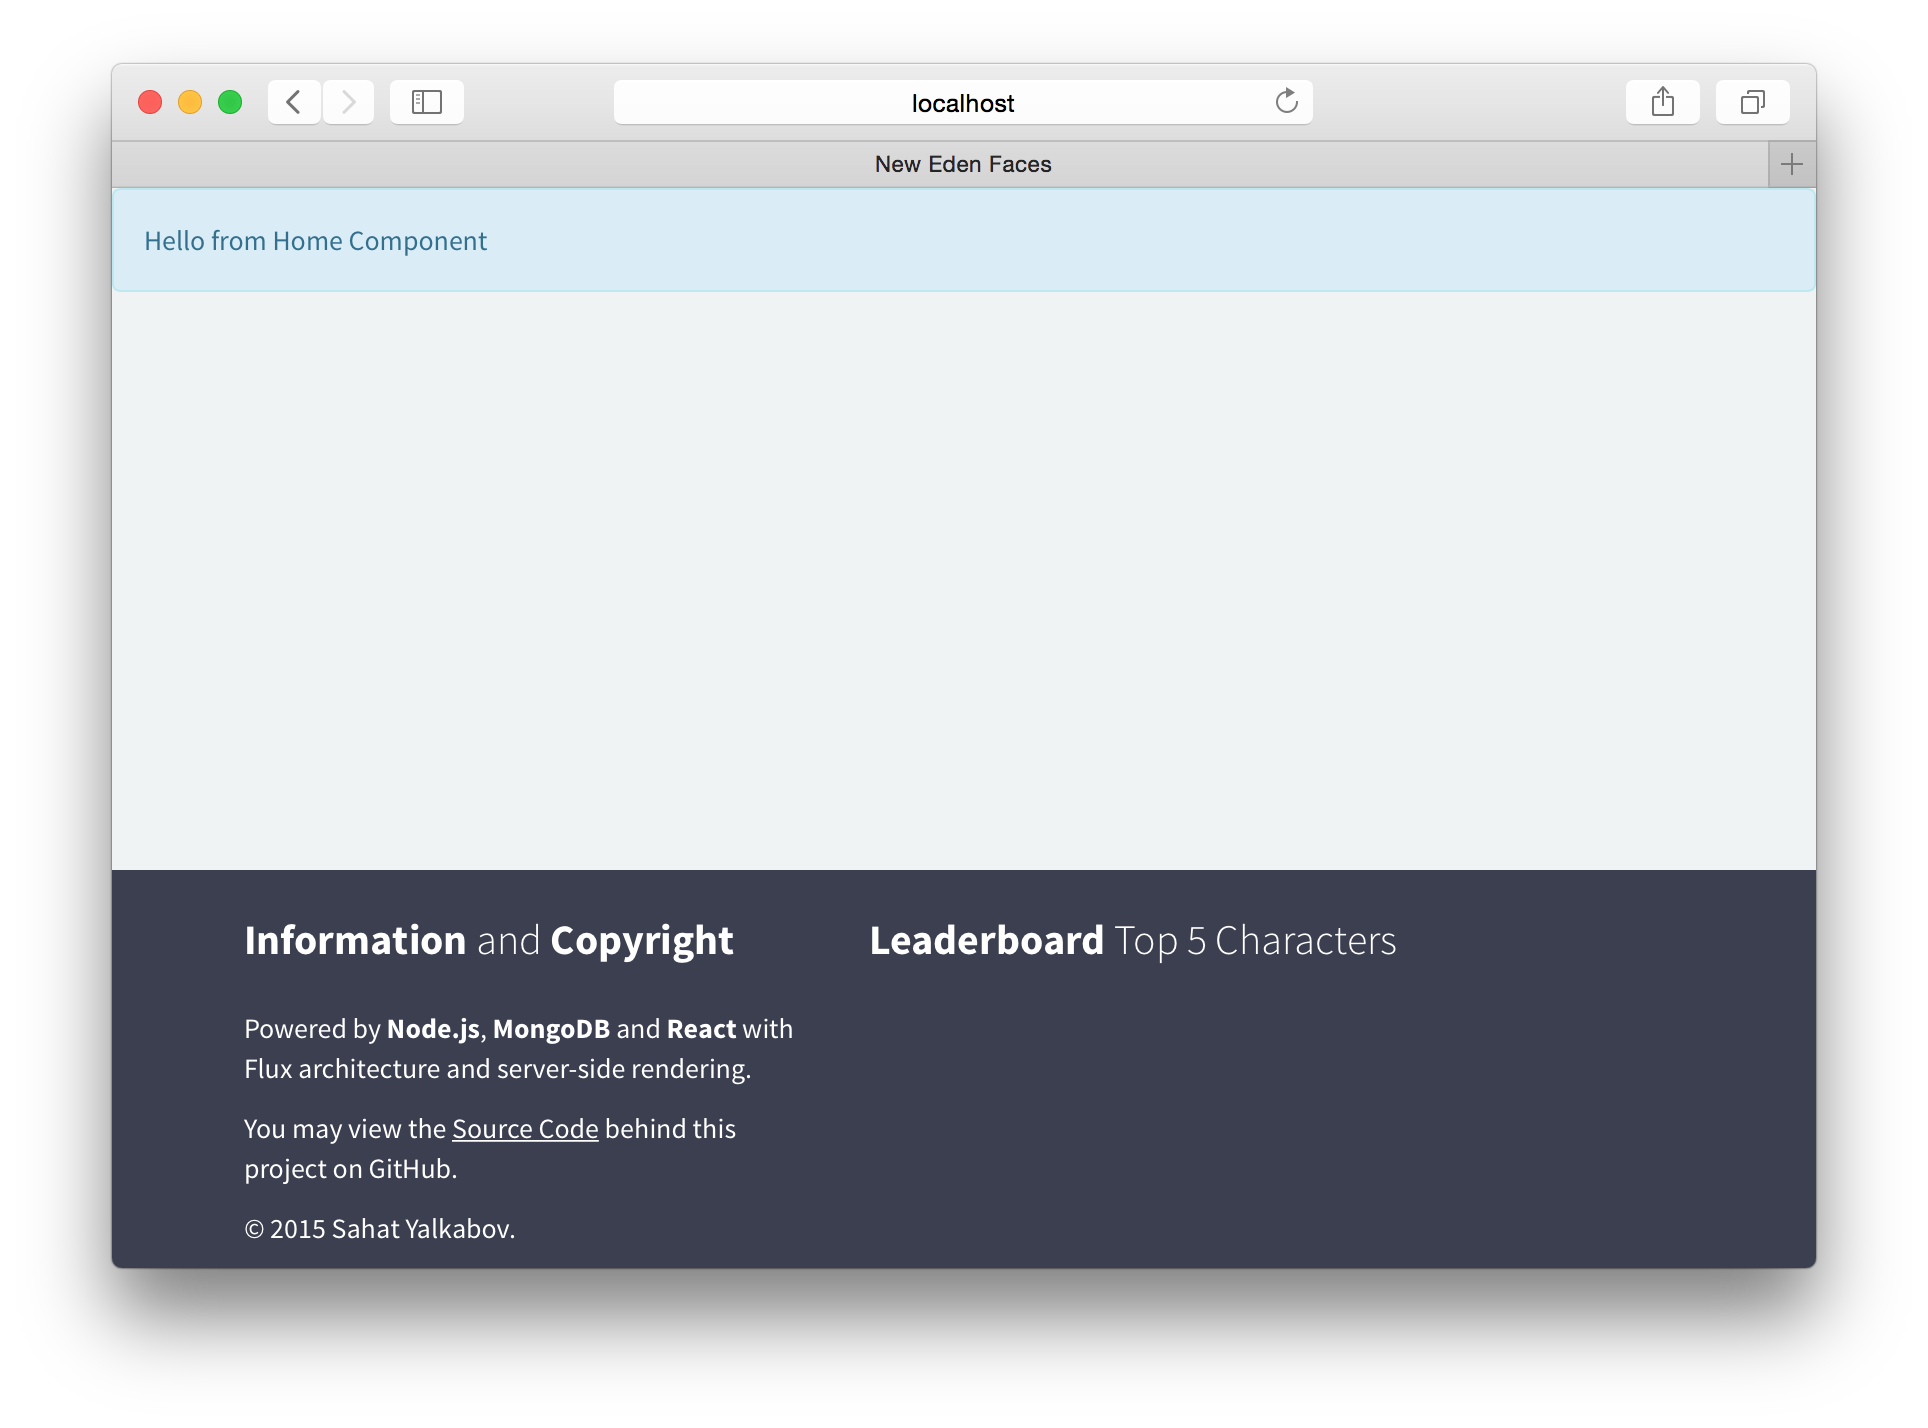 localhost
New Eden Faces
Hello from Home Component
Information and Copyright
Powered by Node.js, MongoDB and React with
Flux architecture and server-side rendering.
You may view the Source Code behind this
project on GitHub.
© 2015 Sahat Yalkabov.
Leaderboard Top 5 Characters